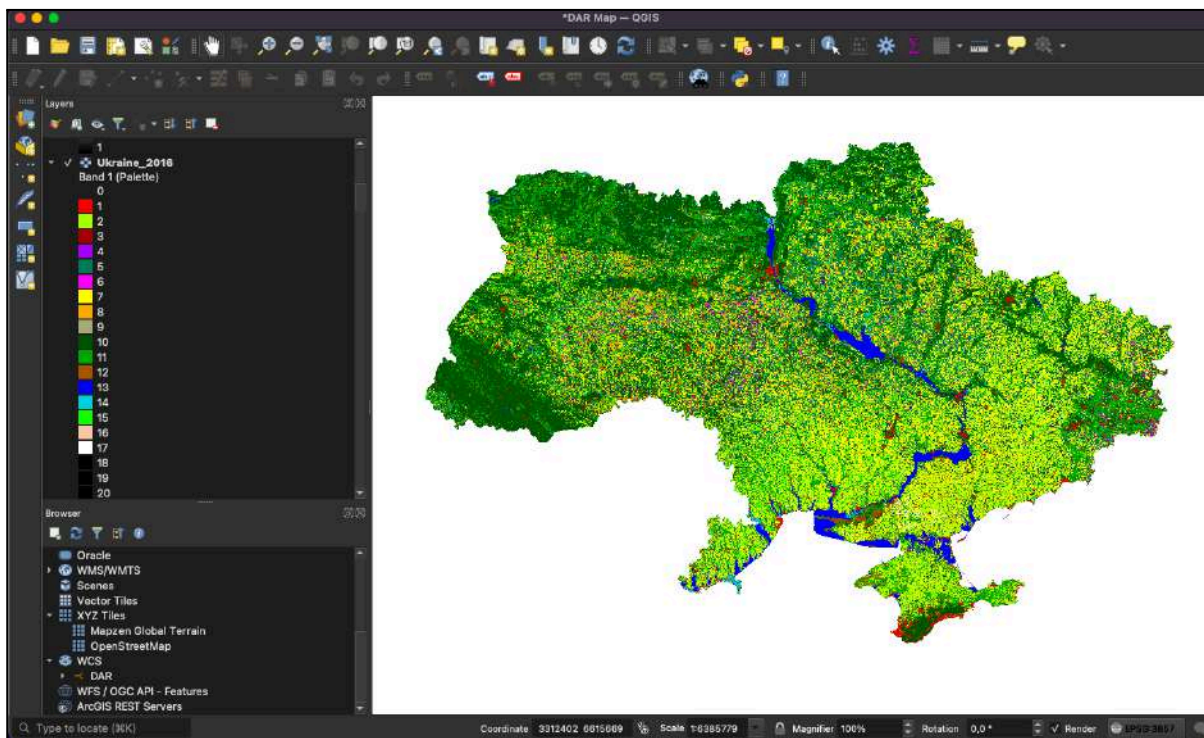 *DAR Map — QGIS
Layers
1
Ukraine_2016
Band 1 (Palette)
0
1
2
3
4
5
6
7
8
9
10
11
12
13
14
15
16
17
18
19
20
Browser
Oracle
WMS/WMTS
Scenes
Vector Tiles
XYZ Tiles
Mapzen Global Terrain
OpenStreetMap
WCS
DAR
WFS / OGC API - Features
ArcGIS REST Servers
Type to locate (⌘K)
Coordinate 3312402 6615669 Scale 1:6385779 Magnifier 100% Rotation 0,0 ° Render EPSG:3857